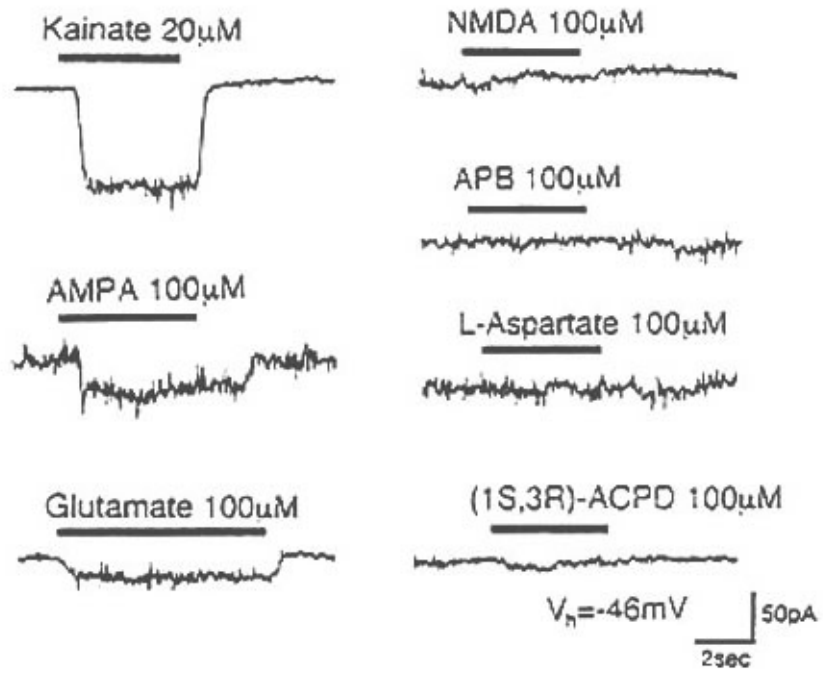 Kainate 20µM
NMDA 100µM
APB 100µM
AMPA 100µM
L-Aspartate 100µM
Glutamate 100µM
(1S,3R)-ACPD 100µM
Vh=-46mV
50pA
2sec